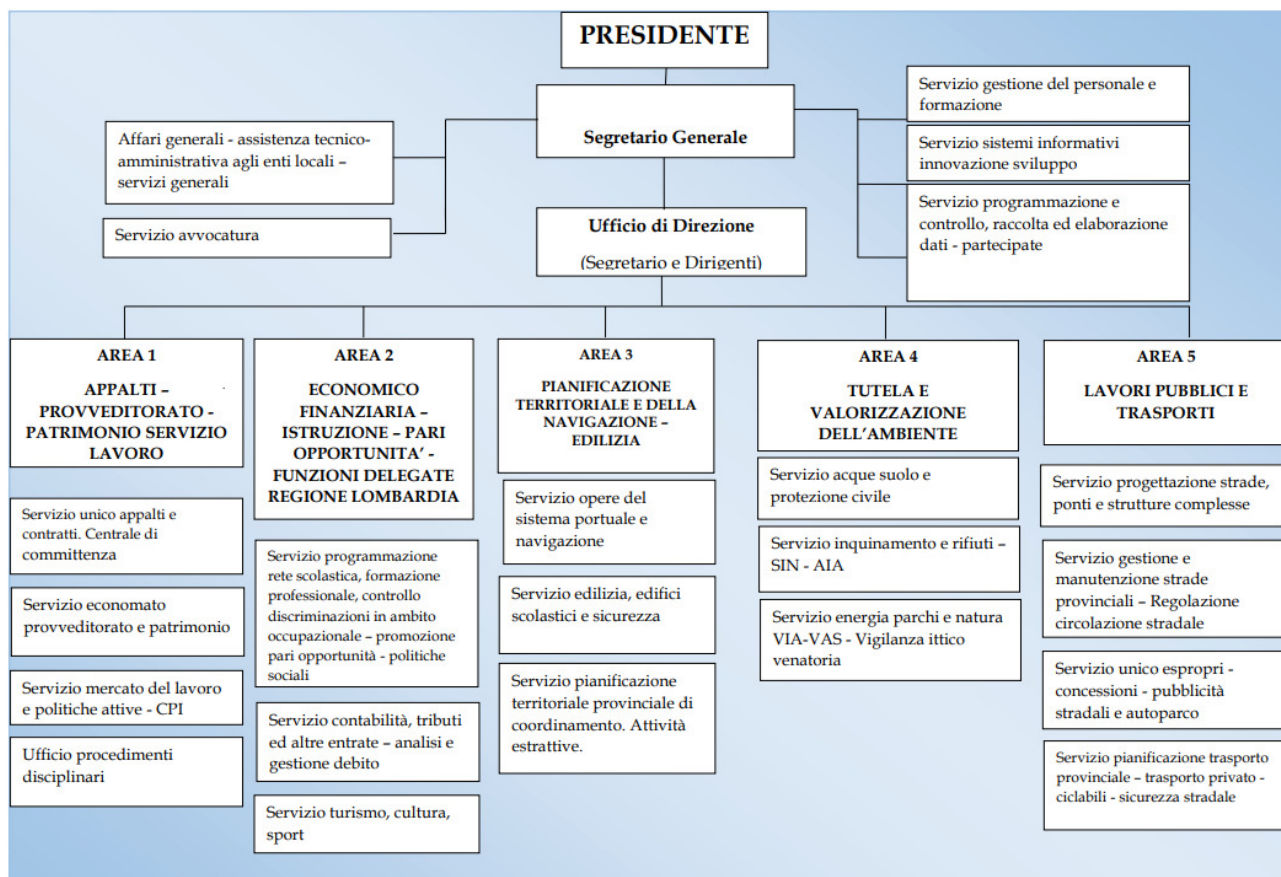 PRESIDENTE
Segretario Generale
Affari generali - assistenza tecnico-
amministrativa agli enti locali –
servizi generali
Servizio avvocatura
Servizio gestione del personale e
formazione
Servizio sistemi informativi
innovazione sviluppo
Servizio programmazione e
controllo, raccolta ed elaborazione
dati - partecipate
Ufficio di Direzione
(Segretario e Dirigenti)
AREA 1
APPALTI –
PROVVEDITORATO -
PATRIMONIO SERVIZIO
LAVORO
Servizio unico appalti e
contratti. Centrale di
committenza
Servizio economato
provveditorato e patrimonio
Servizio mercato del lavoro
e politiche attive - CPI
Ufficio procedimenti
disciplinari
AREA 2
ECONOMICO
FINANZIARIA –
ISTRUZIONE – PARI
OPPORTUNITA’ -
FUNZIONI DELEGATE
REGIONE LOMBARDIA
Servizio programmazione
rete scolastica, formazione
professionale, controllo
discriminazioni in ambito
occupazionale – promozione
pari opportunità - politiche
sociali
Servizio contabilità, tributi
ed altre entrate – analisi e
gestione debito
Servizio turismo, cultura,
sport
AREA 3
PIANIFICAZIONE
TERRITORIALE E DELLA
NAVIGAZIONE –
EDILIZIA
Servizio opere del
sistema portuale e
navigazione
Servizio edilizia, edifici
scolastici e sicurezza
Servizio pianificazione
territoriale provinciale di
coordinamento. Attività
estrattive.
AREA 4
TUTELA E
VALORIZZAZIONE
DELL’AMBIENTE
Servizio acque suolo e
protezione civile
Servizio inquinamento e rifiuti –
SIN - AIA
Servizio energia parchi e natura
VIA-VAS - Vigilanza ittico
venatoria
AREA 5
LAVORI PUBBLICI E
TRASPORTI
Servizio progettazione strade,
ponti e strutture complesse
Servizio gestione e
manutenzione strade
provinciali – Regolazione
circolazione stradale
Servizio unico espropri -
concessioni - pubblicità
stradali e autoparco
Servizio pianificazione trasporto
provinciale – trasporto privato -
ciclabili - sicurezza stradale